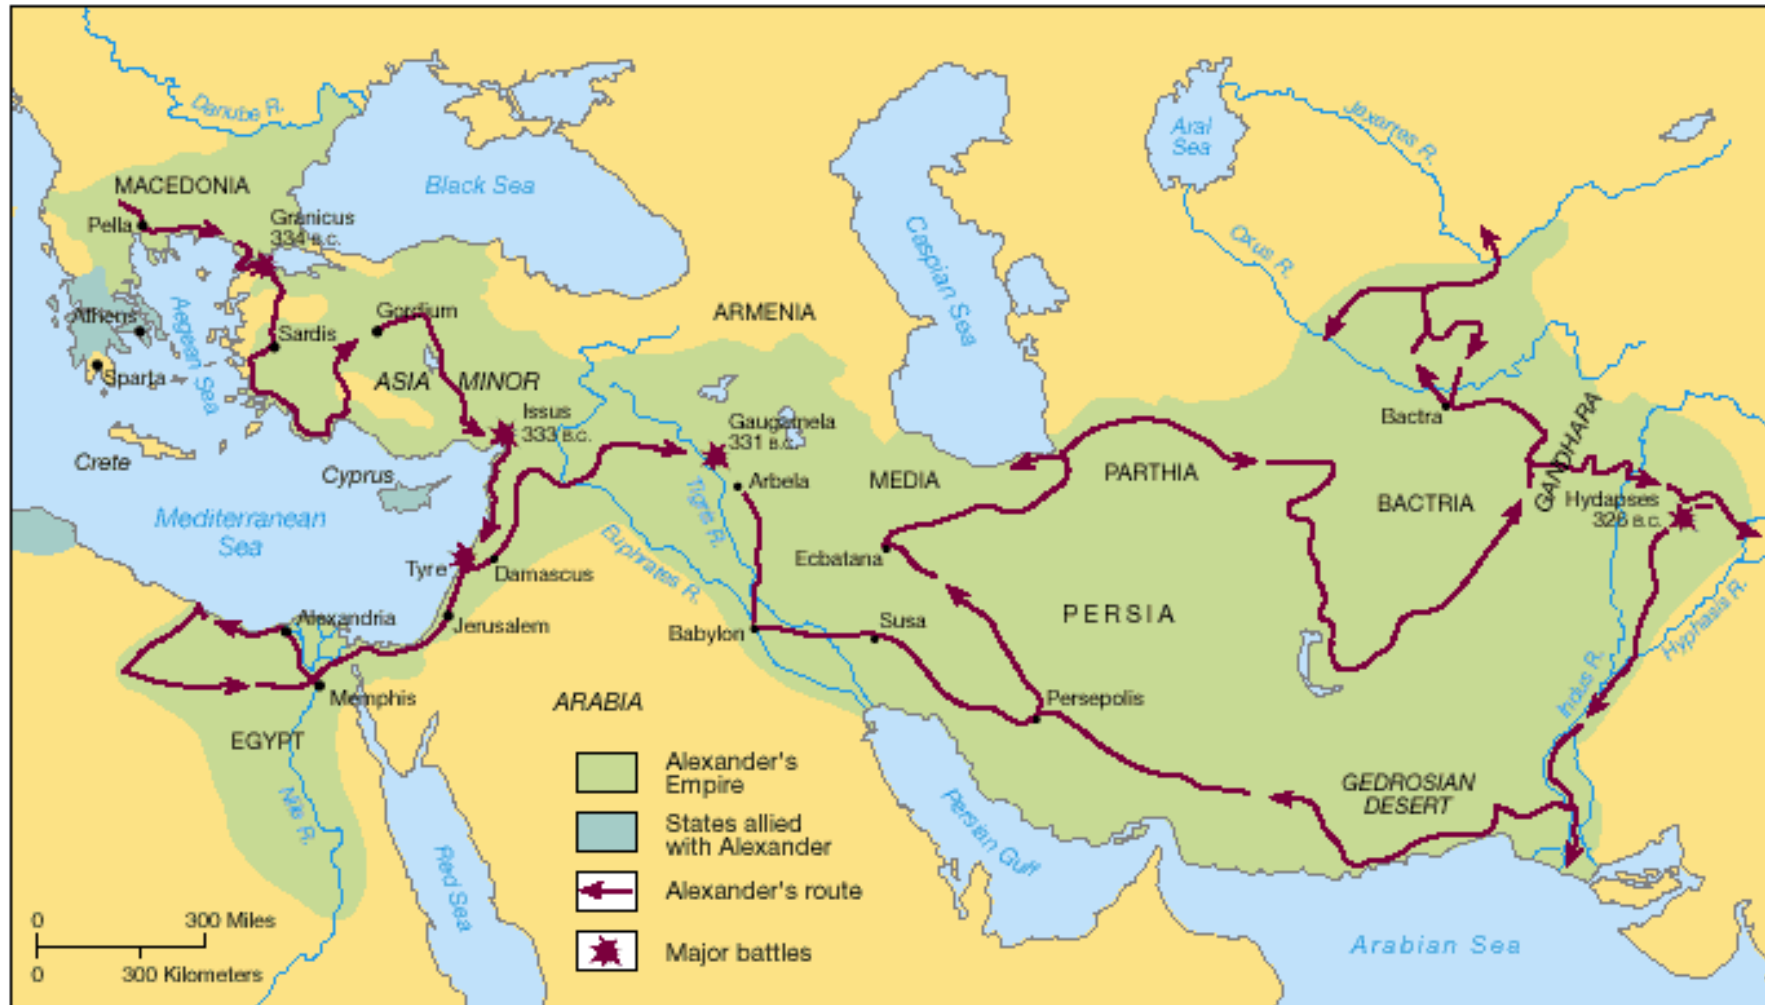 Danube R.
MACEDONIA
Pella
Granicus
334 B.C.
Black Sea
Aral
Sea
Jaxartes R.
Oxus R.
Caspian Sea
Athens
Aegean Sea
Sardis
Gordium
ARMENIA
Sparta
ASIA MINOR
Issus
333 B.C.
Gaugamela
331 B.C.
Bactra
GANDHARA
Crete
Cyprus
Arbela
MEDIA
PARTHIA
BACTRIA
Hydapses
326 B.C.
Mediterranean
Sea
Tigris R.
Euphrates R.
Ecbatana
Tyre
Damascus
Alexandria
Jerusalem
Babylon
Susa
PERSIA
Hyphasis R.
Indus R.
Memphis
ARABIA
Persepolis
EGYPT
Nile R.
Red Sea
Persian Gulf
GEDROSIAN
DESERT
Arabian Sea
Alexander's
Empire
States allied
with Alexander
Alexander's route
Major battles
0 300 Miles
0 300 Kilometers